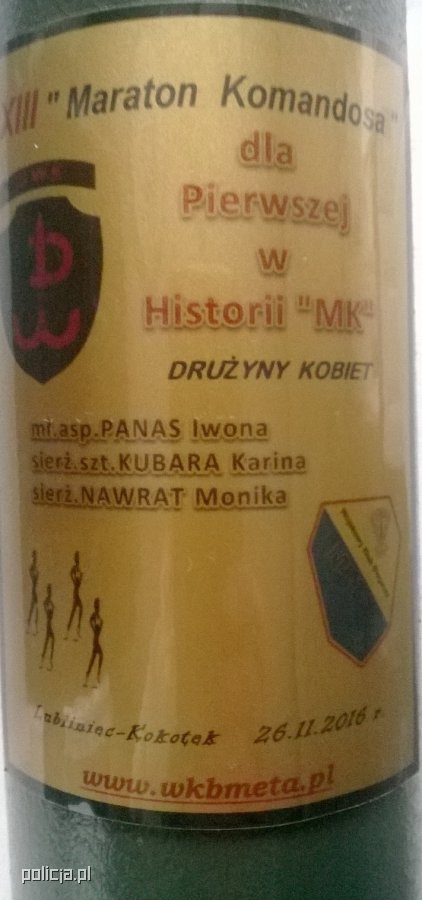 XIII "Maraton Komandosa"
dla
Pierwszej
w
Historii "MK"
DRUŻYNY KOBIET
mł.asp.PANAS Iwona
sierż.szt.KUBARA Karina
sierż.NAWRAT Monika
Lubliniec-Kokotek 26.11.2016 r.
www.wkbmeta.pl
policja.pl